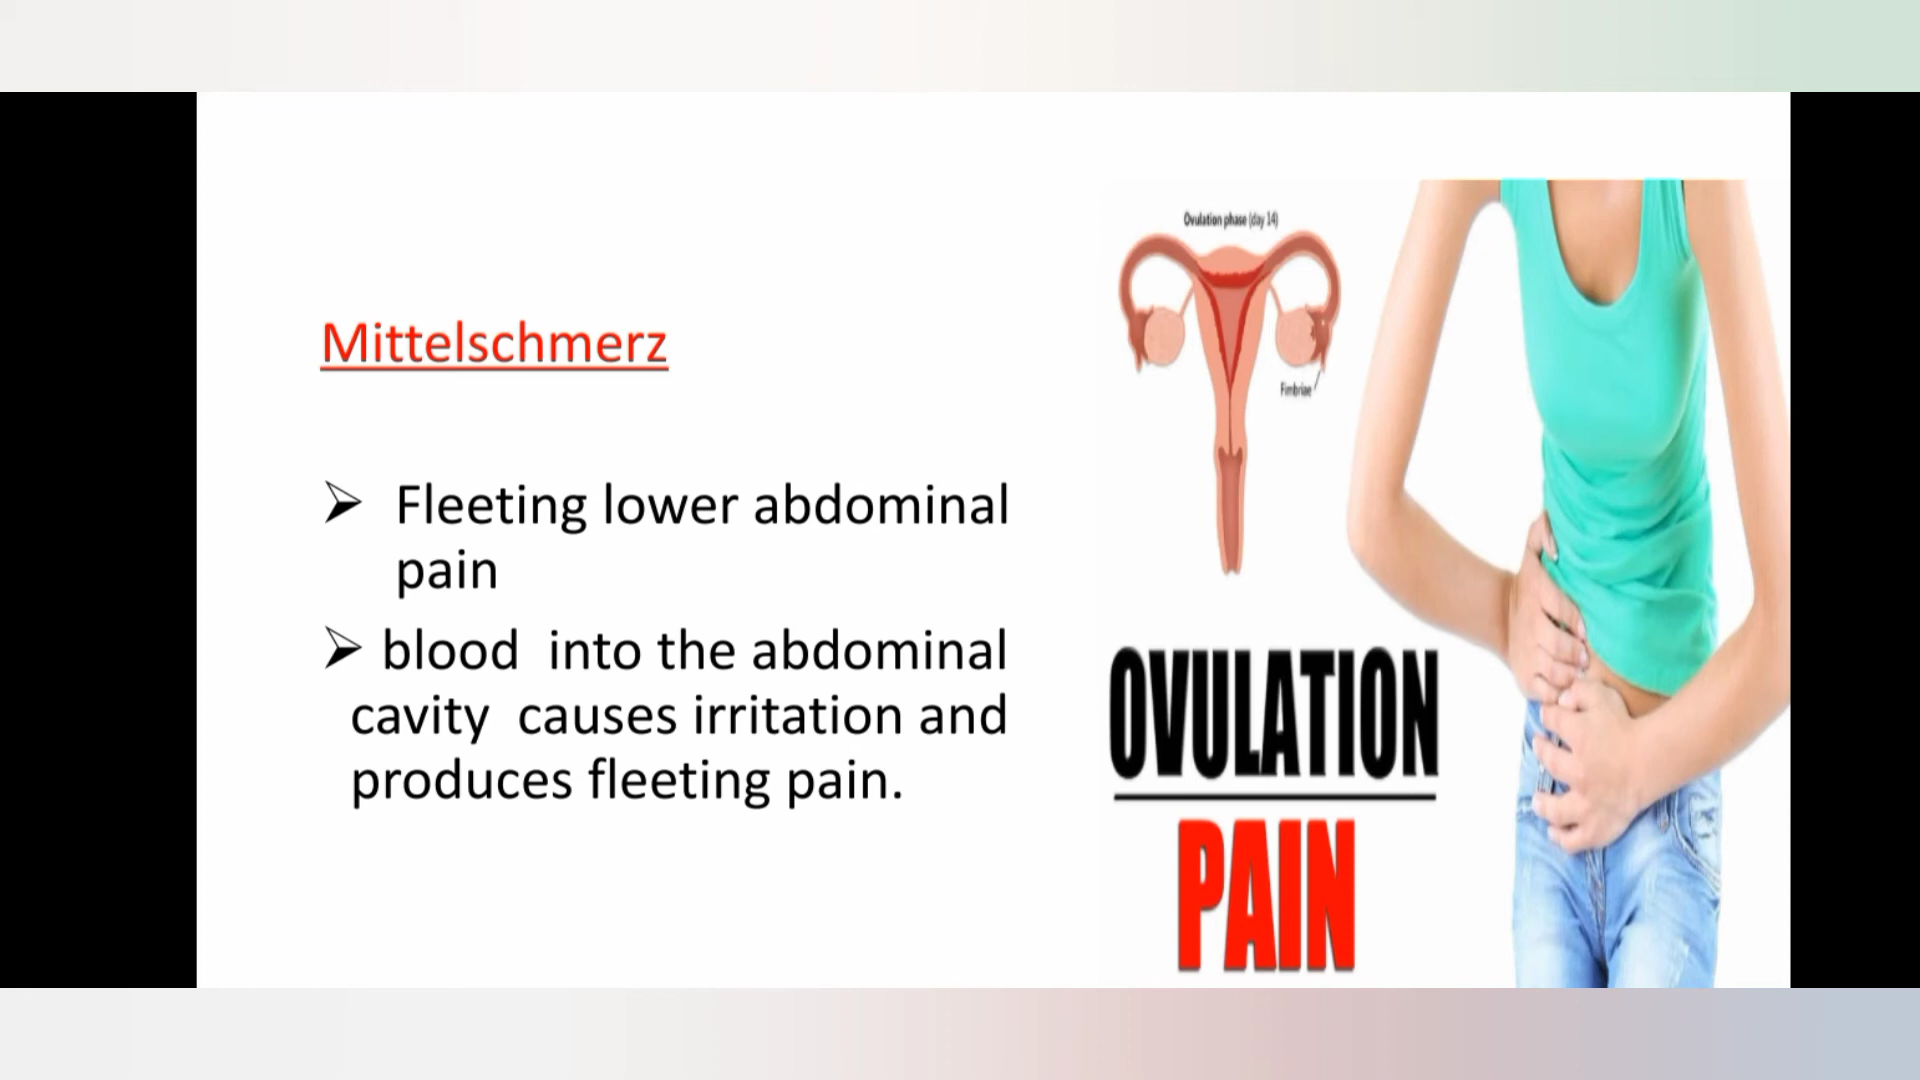 Mittelschmerz
➢ Fleeting lower abdominal
pain
➢ blood into the abdominal
cavity causes irritation and
produces fleeting pain.
Ovulation phase (day 14)
Fimbriae
OVULATION
PAIN